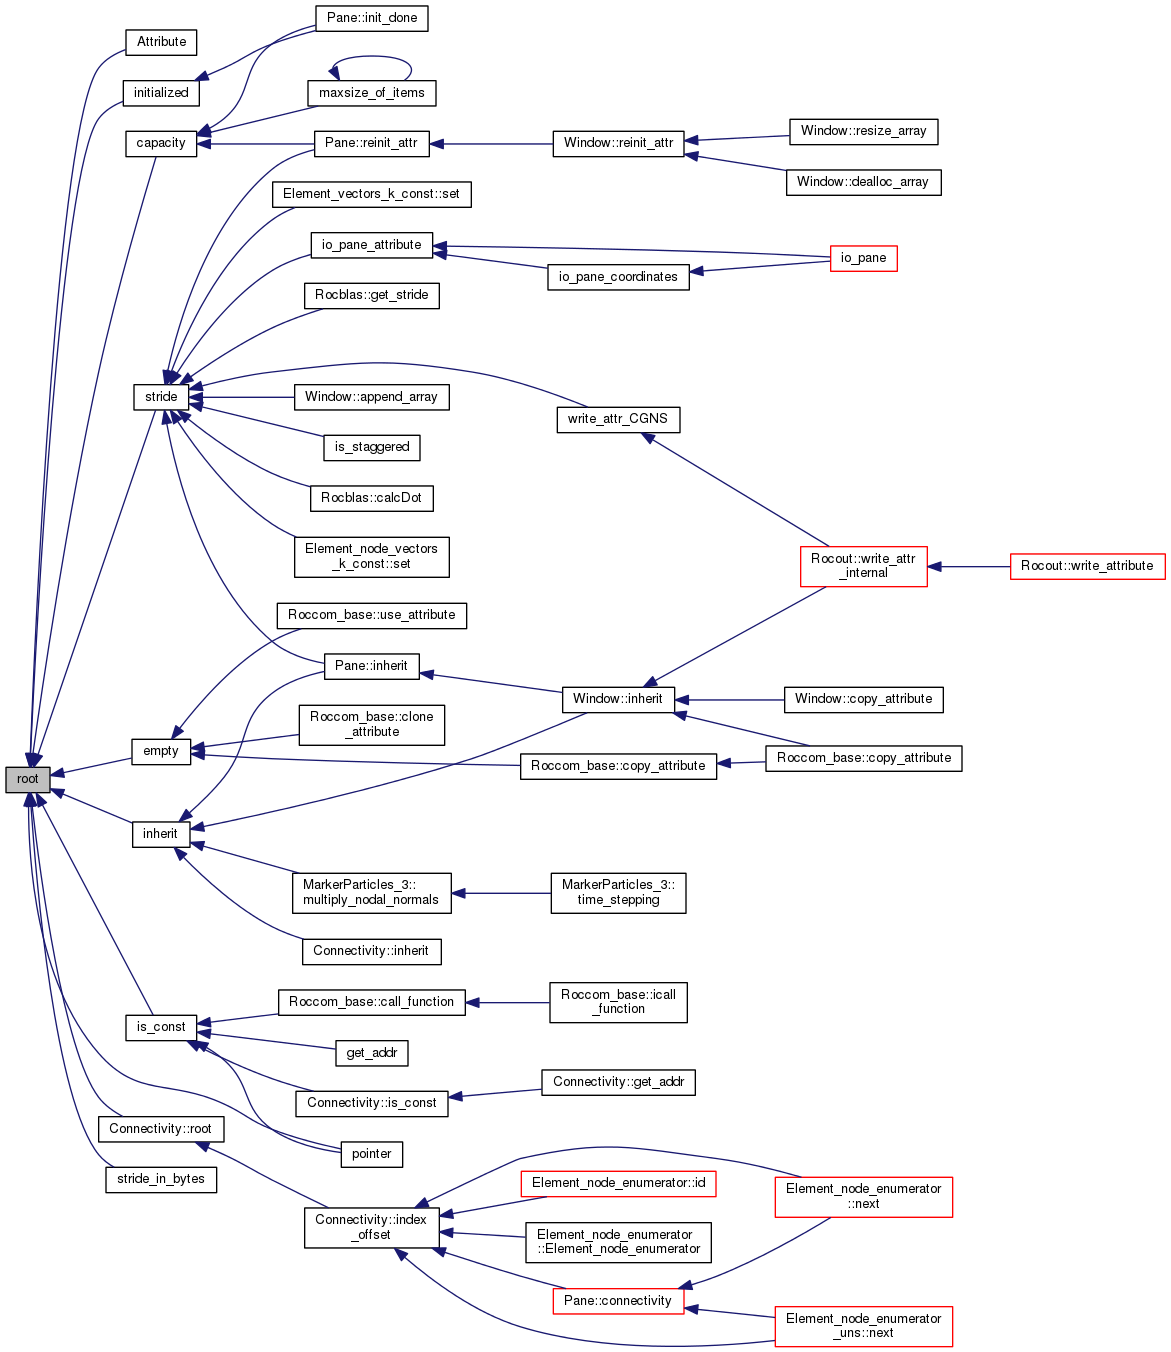 Pane::init_done
Attribute
initialized
maxsize_of_items
capacity
Pane::reinit_attr
Window::reinit_attr
Window::resize_array
Window::dealloc_array
Element_vectors_k_const::set
io_pane_attribute
io_pane
io_pane_coordinates
Rocblas::get_stride
stride
Window::append_array
write_attr_CGNS
is_staggered
Rocblas::calcDot
Element_node_vectors
_k_const::set
Rocout::write_attr
_internal
Rocout::write_attribute
Roccom_base::use_attribute
Pane::inherit
Window::inherit
Window::copy_attribute
Roccom_base::clone
_attribute
empty
Roccom_base::copy_attribute
Roccom_base::copy_attribute
root
inherit
MarkerParticles_3::
multiply_nodal_normals
MarkerParticles_3::
time_stepping
Connectivity::inherit
Roccom_base::call_function
Roccom_base::icall
_function
is_const
get_addr
Connectivity::is_const
Connectivity::get_addr
Connectivity::root
pointer
stride_in_bytes
Element_node_enumerator::id
Element_node_enumerator
::next
Connectivity::index
_offset
Element_node_enumerator
::Element_node_enumerator
Pane::connectivity
Element_node_enumerator
_uns::next